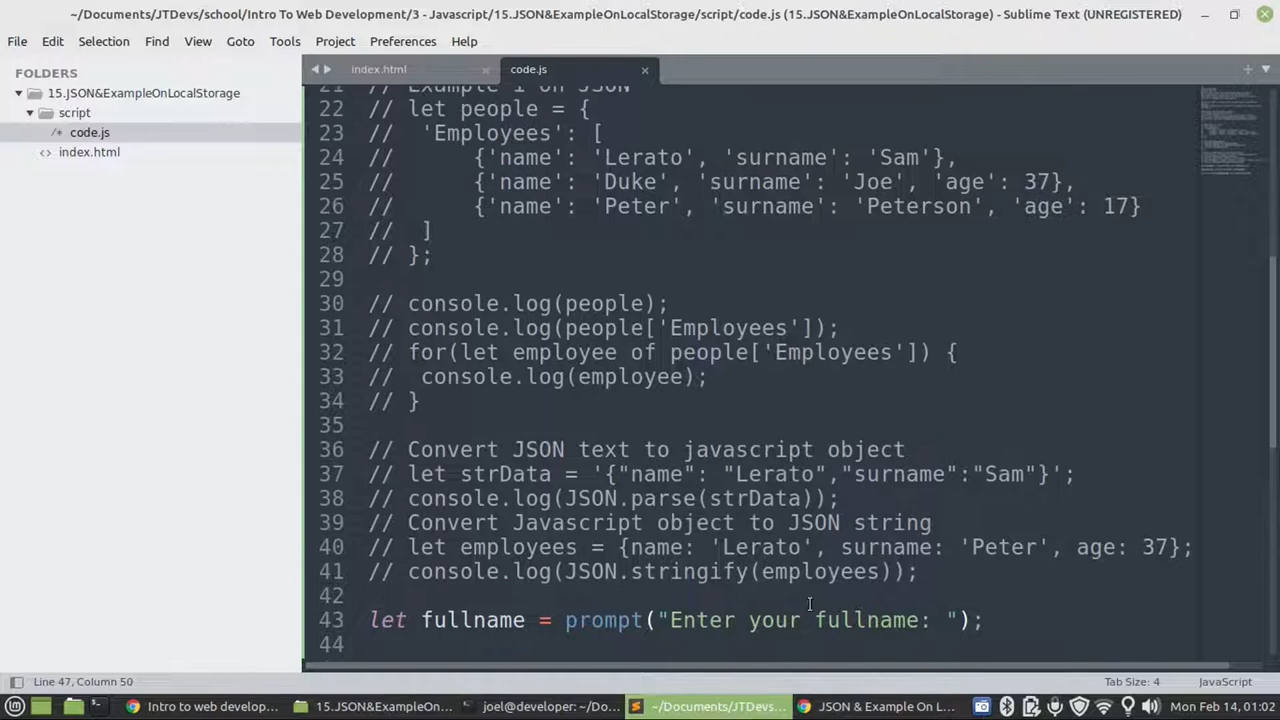 ~/Documents/JTDevs/school/Intro To Web Development/3 - Javascript/15.JSON&ExampleOnLocalStorage/script/code.js (15.JSON&ExampleOnLocalStorage) - Sublime Text (UNREGISTERED)
File Edit Selection Find View Goto Tools Project Preferences Help
FOLDERS
15.JSON&ExampleOnLocalStorage
script
/* code.js
<> index.html
index.html code.js
21 // Example 1 on JSON
22 // let people = {
23 //  'Employees': [
24 //      {'name': 'Lerato', 'surname': 'Sam'},
25 //      {'name': 'Duke', 'surname': 'Joe', 'age': 37},
26 //      {'name': 'Peter', 'surname': 'Peterson', 'age': 17}
27 //  ]
28 // };
29
30 // console.log(people);
31 // console.log(people['Employees']);
32 // for(let employee of people['Employees']) {
33 //  console.log(employee);
34 // }
35
36 // Convert JSON text to javascript object
37 // let strData = '{"name": "Lerato","surname":"Sam"}';
38 // console.log(JSON.parse(strData));
39 // Convert Javascript object to JSON string
40 // let employees = {name: 'Lerato', surname: 'Peter', age: 37};
41 // console.log(JSON.stringify(employees));
42
43 let fullname = prompt("Enter your fullname: ");
44
Line 47, Column 50 Tab Size: 4 JavaScript
Intro to web develop... 15.JSON&ExampleOn... joel@developer: ~/Do... ~/Documents/JTDevs... JSON & Example On L... Mon Feb 14, 01:02